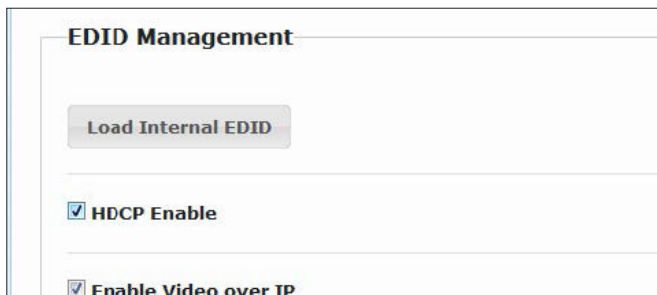 EDID Management
Load Internal EDID
HDCP Enable
Enable Video over IP